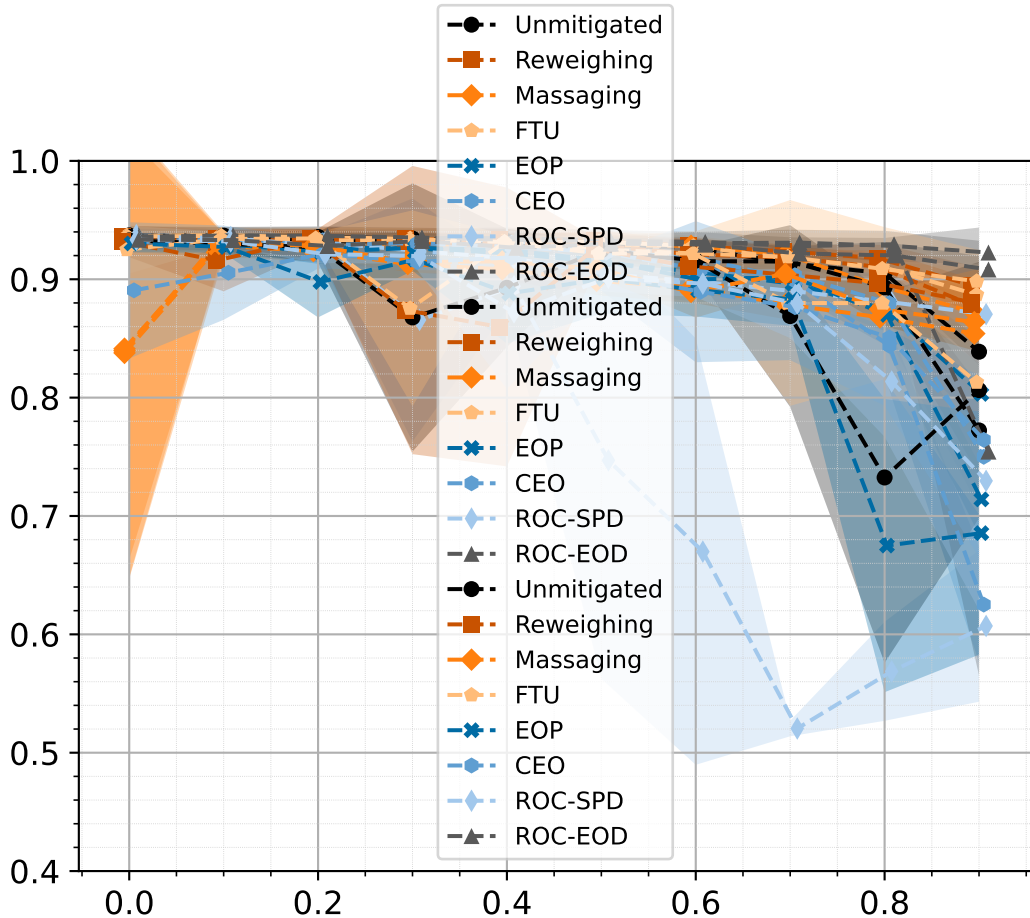 Unmitigated
Reweighing
Massaging
FTU
EOP
CEO
ROC-SPD
ROC-EOD
Unmitigated
Reweighing
Massaging
FTU
EOP
CEO
ROC-SPD
ROC-EOD
Unmitigated
Reweighing
Massaging
FTU
EOP
CEO
ROC-SPD
ROC-EOD
1.0
0.9
0.8
0.7
0.6
0.5
0.4
0.0 0.2 0.4 0.6 0.8